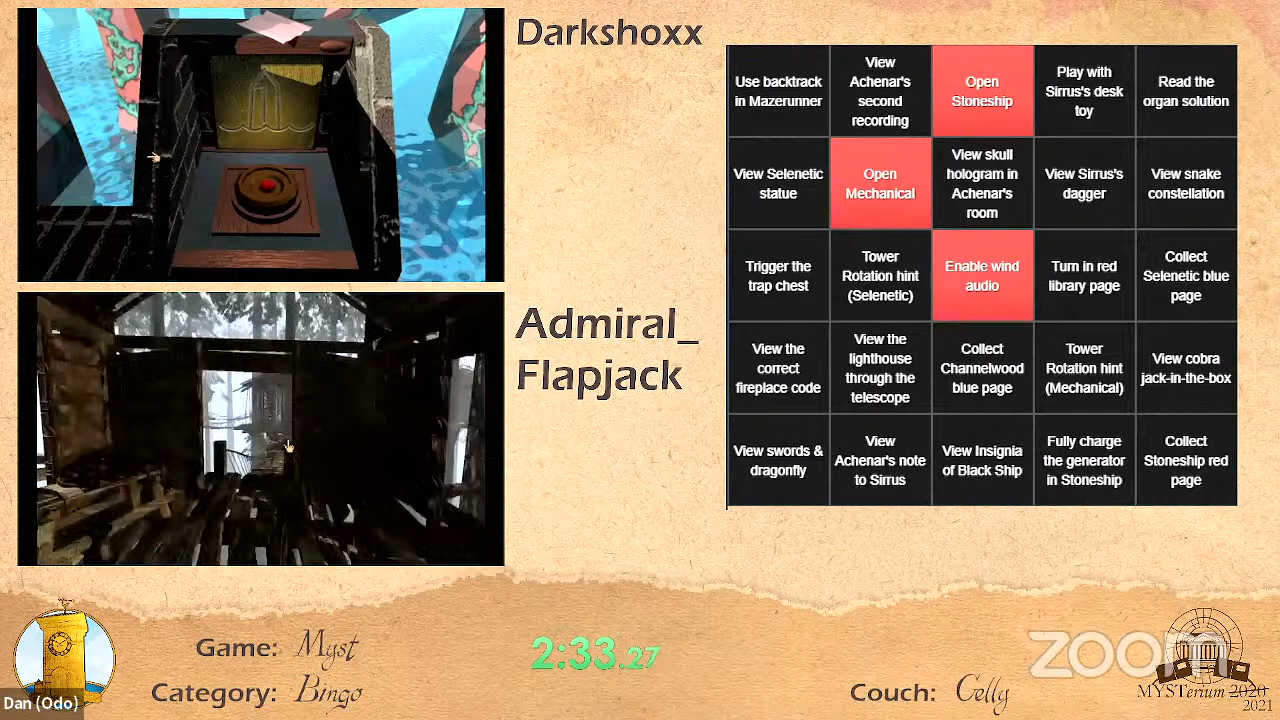 Darkshoxx
Admiral_
Flapjack
Use backtrack
in Mazerunner
View
Achenar's
second
recording
Open
Stoneship
Play with
Sirrus's desk
toy
Read the
organ solution
View Selenetic
statue
Open
Mechanical
View skull
hologram in
Achenar's
room
View Sirrus's
dagger
View snake
constellation
Trigger the
trap chest
Tower
Rotation hint
(Selenetic)
Enable wind
audio
Turn in red
library page
Collect
Selenetic blue
page
View the
correct
fireplace code
View the
lighthouse
through the
telescope
Collect
Channelwood
blue page
Tower
Rotation hint
(Mechanical)
View cobra
jack-in-the-box
View swords &
dragonfly
View
Achenar's note
to Sirrus
View Insignia
of Black Ship
Fully charge
the generator
in Stoneship
Collect
Stoneship red
page
Game: Myst
Category: Bingo
2:33.27
Couch: Celly
zoom
MYSTerium 2020
2021
Dan (Odo)